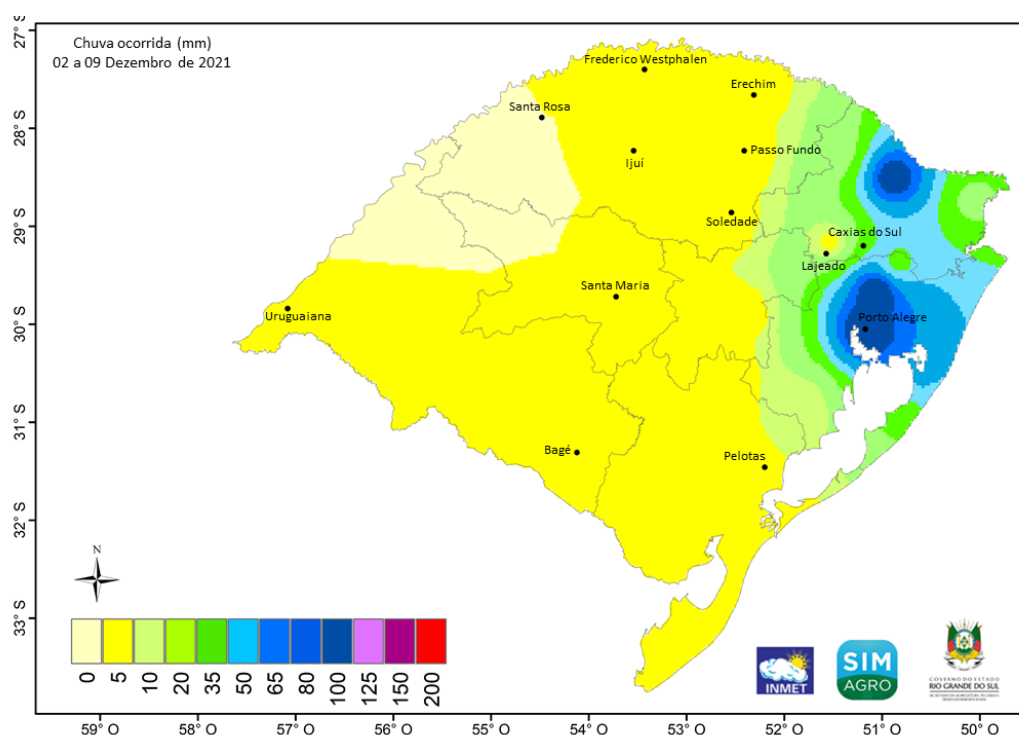 Chuva ocorrida (mm)
02 a 09 Dezembro de 2021
27° S
28° S
29° S
30° S
31° S
32° S
33° S
Frederico Westphalen
Erechim
Santa Rosa
Ijuí
Passo Fundo
Soledade
Caxias do Sul
Lajeado
Santa Maria
Uruguaiana
Porto Alegre
Bagé
Pelotas
N
0 5 10 20 35 50 65 80 100 125 150 200
INMET
SIM
AGRO
GOVERNO DO ESTADO
RIO GRANDE DO SUL
59° O 58° O 57° O 56° O 55° O 54° O 53° O 52° O 51° O 50° O